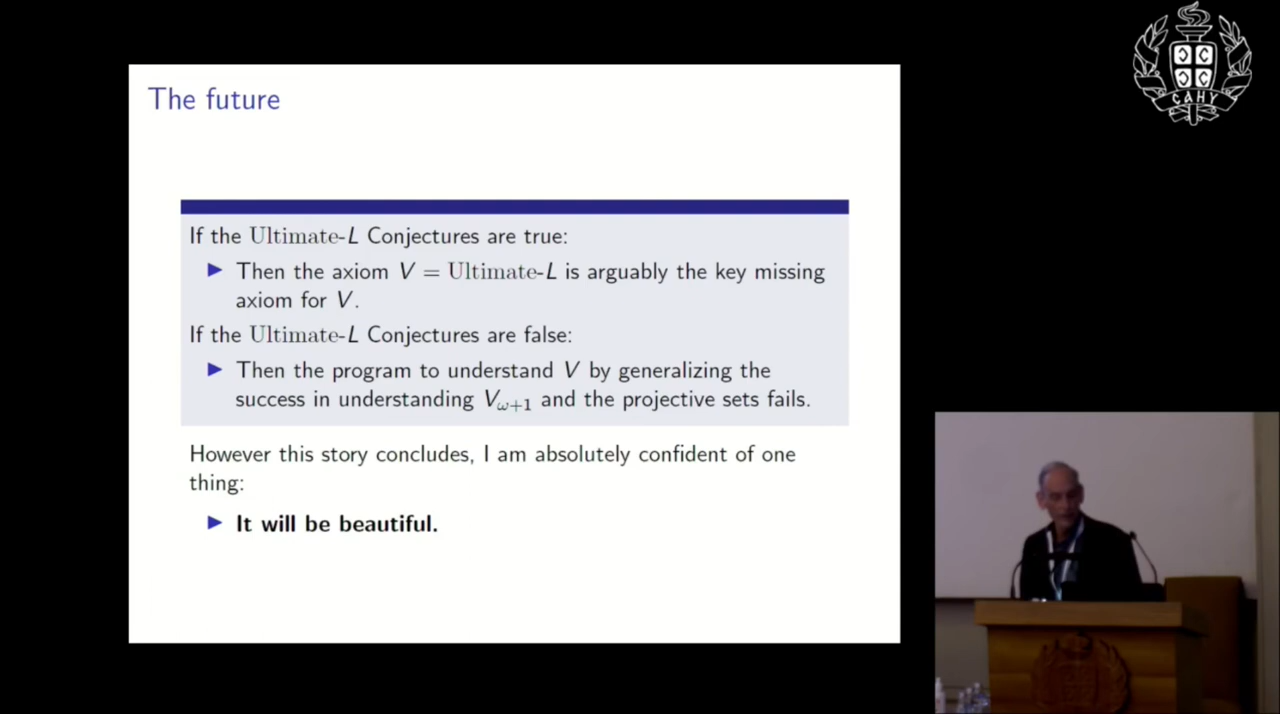 САНУ
The future
If the Ultimate-L Conjectures are true:
▶ Then the axiom V = Ultimate-L is arguably the key missing
axiom for V.
If the Ultimate-L Conjectures are false:
▶ Then the program to understand V by generalizing the
success in understanding Vω+1 and the projective sets fails.
However this story concludes, I am absolutely confident of one
thing:
▶ It will be beautiful.